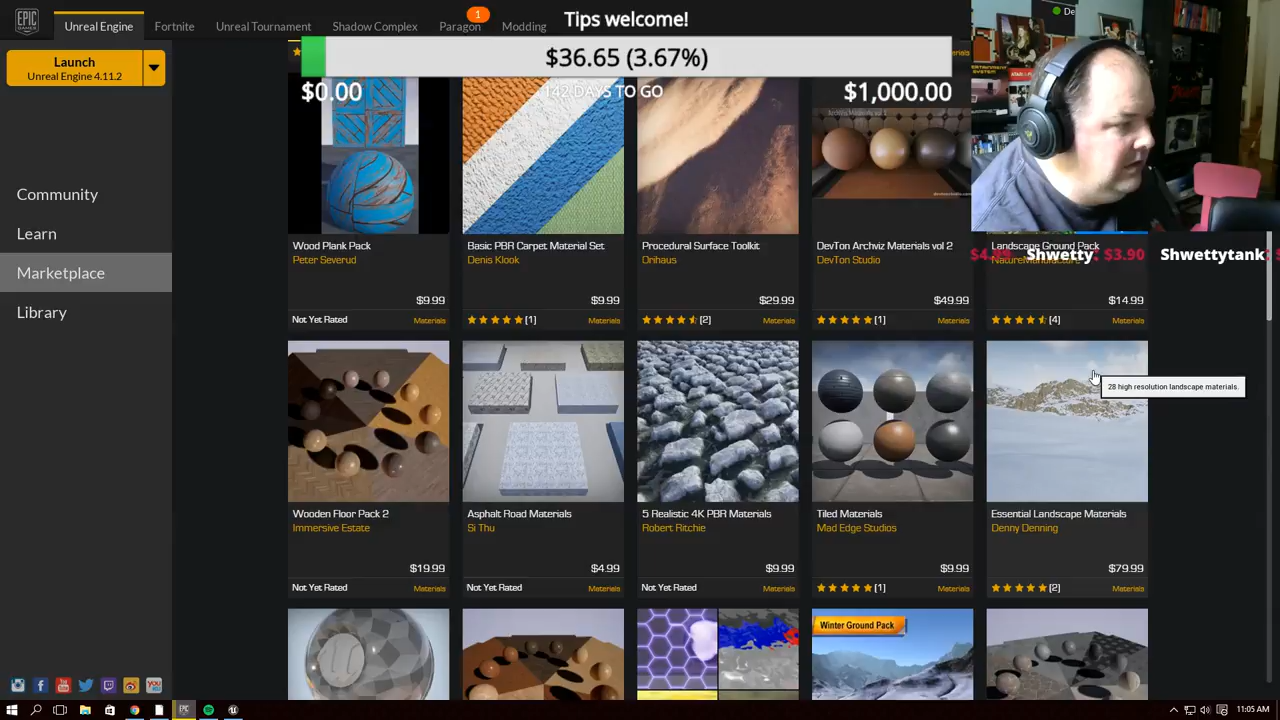 EPIC GAMES
Unreal Engine
Fortnite
Unreal Tournament
Shadow Complex
Paragon
1
Modding
Tips welcome!
$36.65 (3.67%)
$0.00
142 DAYS TO GO
$1,000.00
Launch
Unreal Engine 4.11.2
Community
Learn
Marketplace
Library
Wood Plank Pack
Peter Severud
$9.99
Not Yet Rated
Materials
Basic PBR Carpet Material Set
Denis Klook
$9.99
[1]
Materials
Procedural Surface Toolkit
Orihaus
$29.99
[2]
Materials
DevTon Archviz Materials vol 2
DevTon Studio
$49.99
[1]
Materials
Landscape Ground Pack
NatureManufacture
$14.99
[4]
Materials
Shwetty: $3.90
Shwettytank:
Wooden Floor Pack 2
Immersive Estate
$19.99
Not Yet Rated
Materials
Asphalt Road Materials
Si Thu
$4.99
Not Yet Rated
Materials
5 Realistic 4K PBR Materials
Robert Ritchie
$9.99
Not Yet Rated
Materials
Tiled Materials
Mad Edge Studios
$9.99
[1]
Materials
28 high resolution landscape materials.
Essential Landscape Materials
Denny Denning
$79.99
[2]
Materials
Winter Ground Pack
11:05 AM